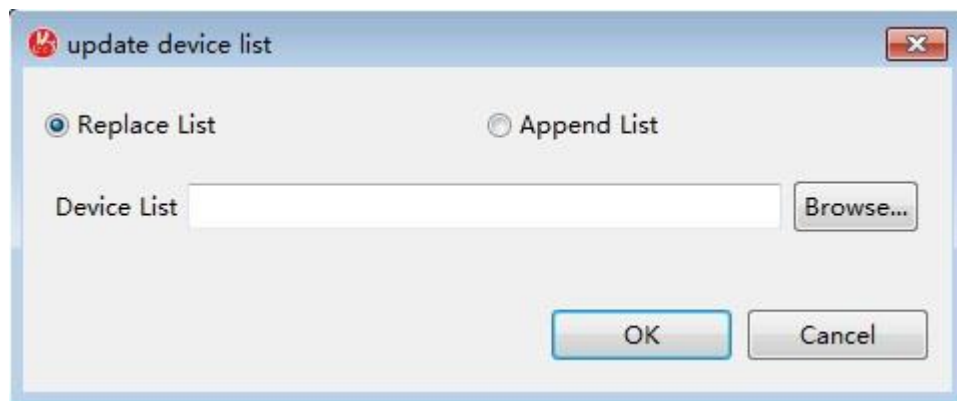 update device list
Replace List Append List
Device List Browse...
OK Cancel